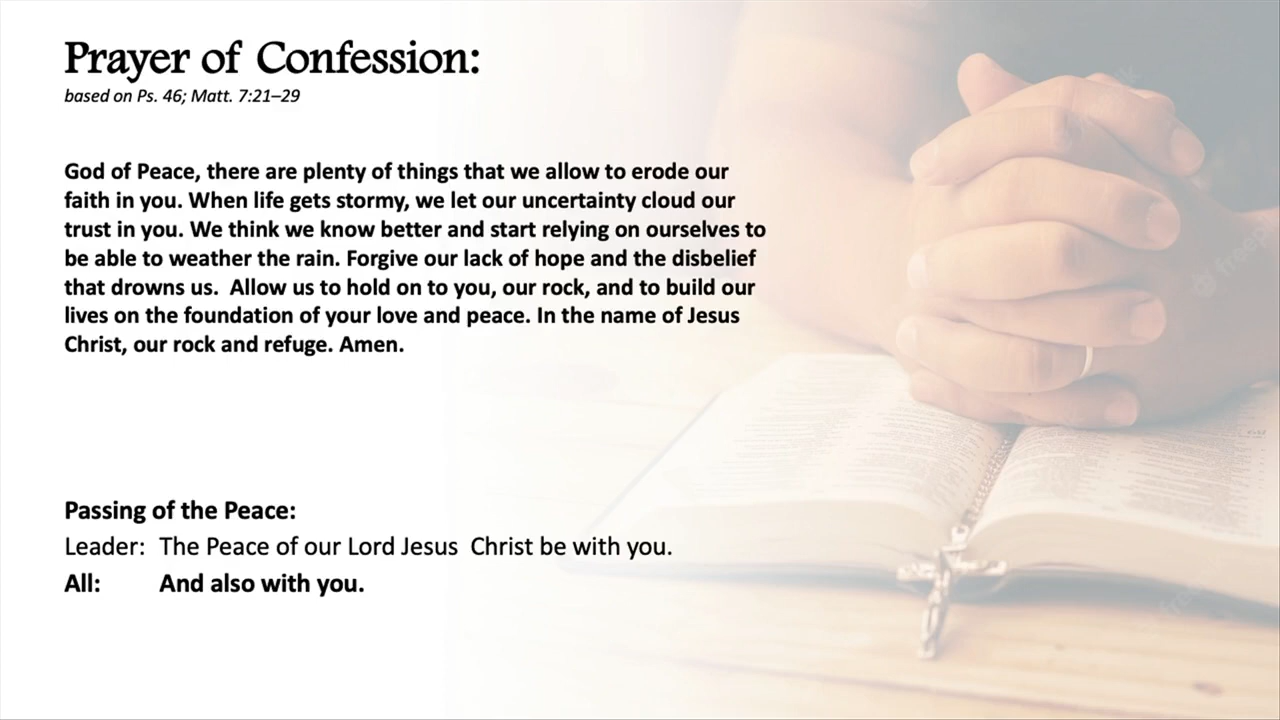 Prayer of Confession:
based on Ps. 46; Matt. 7:21–29
God of Peace, there are plenty of things that we allow to erode our
faith in you. When life gets stormy, we let our uncertainty cloud our
trust in you. We think we know better and start relying on ourselves to
be able to weather the rain. Forgive our lack of hope and the disbelief
that drowns us.  Allow us to hold on to you, our rock, and to build our
lives on the foundation of your love and peace. In the name of Jesus
Christ, our rock and refuge. Amen.
Passing of the Peace:
Leader:  The Peace of our Lord Jesus  Christ be with you.
All:  And also with you.